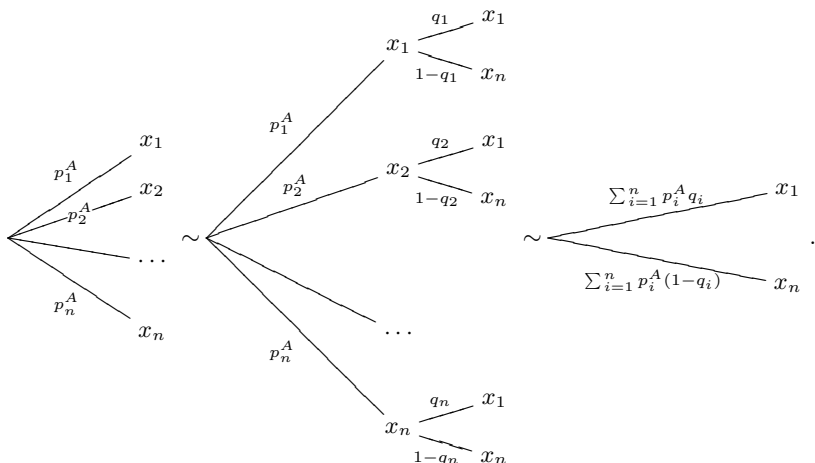 p_1^A
x_1
p_2^A
x_2
...
p_n^A
x_n
∼
p_1^A
x_1
q_1
x_1
1−q_1
x_n
p_2^A
x_2
q_2
x_1
1−q_2
x_n
...
p_n^A
x_n
q_n
x_1
1−q_n
x_n
∼
∑_{i=1}^n p_i^A q_i
x_1
∑_{i=1}^n p_i^A(1−q_i)
x_n
.